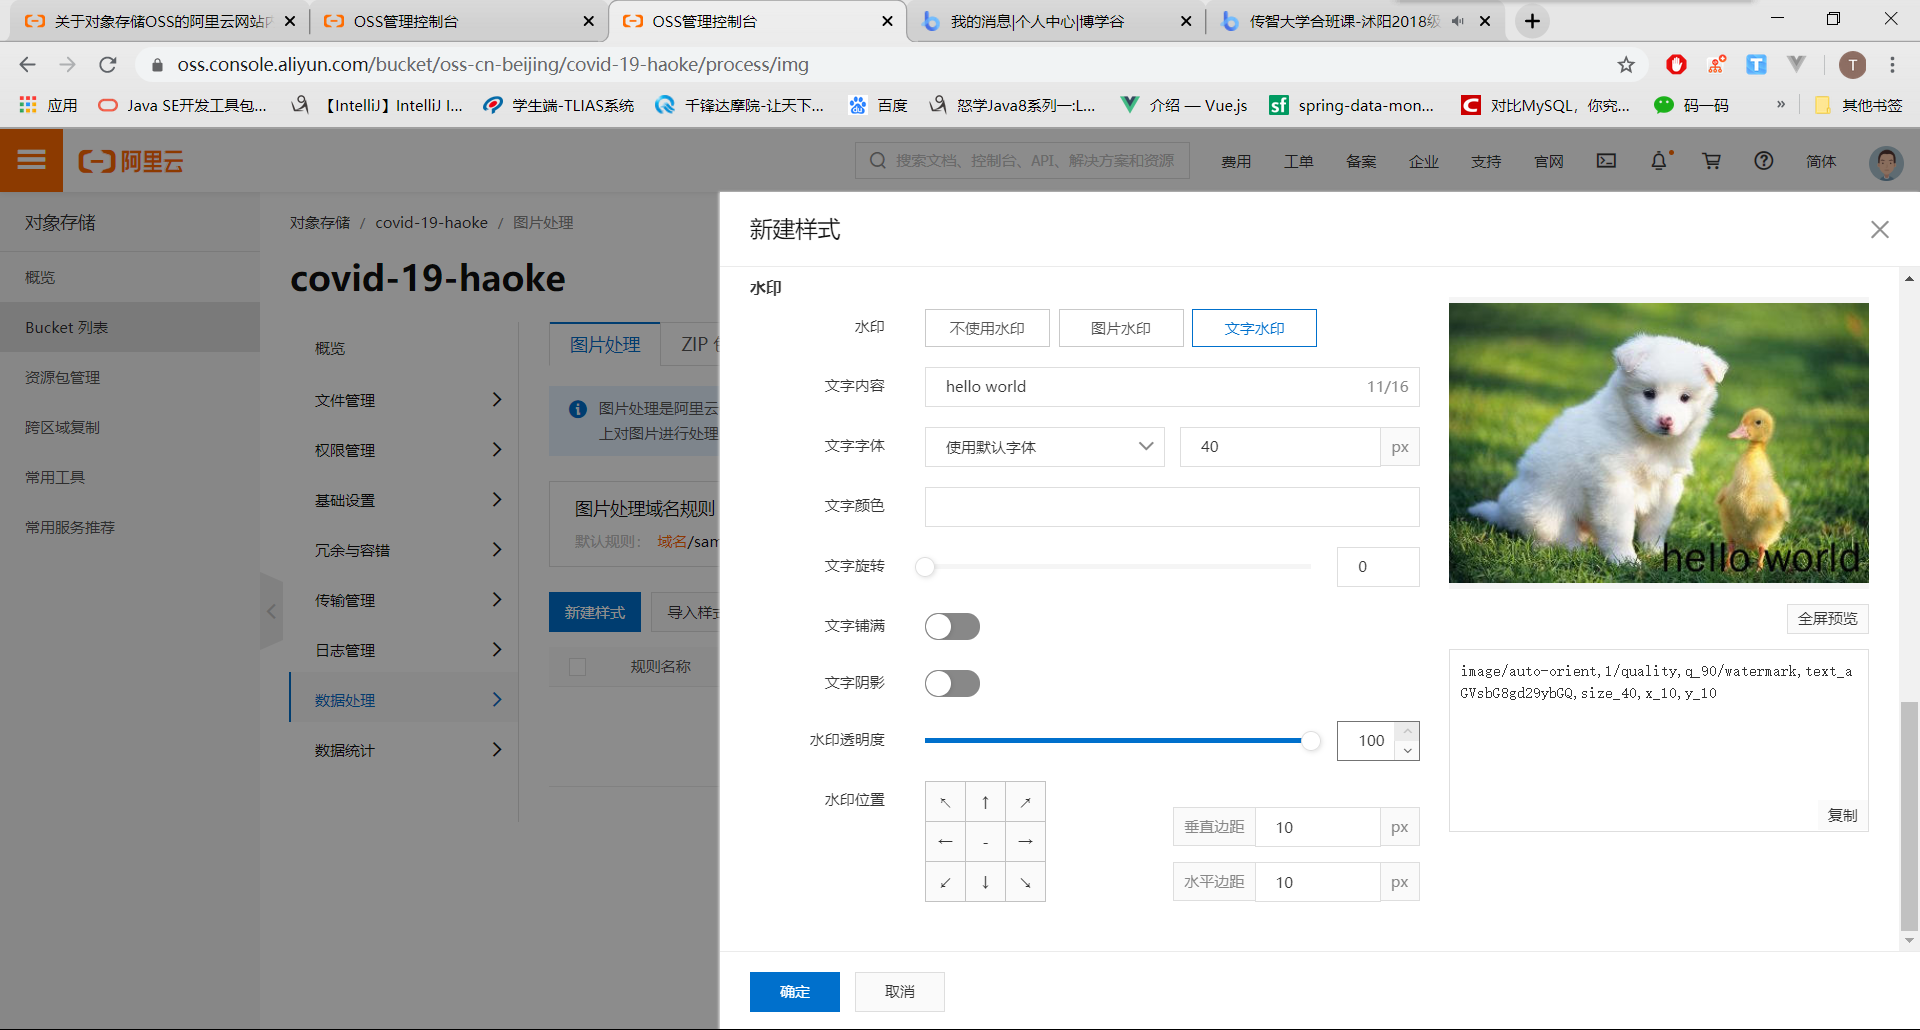 关于对象存储OSS的阿里云网站
OSS管理控制台
OSS管理控制台
我的消息|个人中心|博学谷
传智大学合班课-沭阳2018级
oss.console.aliyun.com/bucket/oss-cn-beijing/covid-19-haoke/process/img
T
应用
Java SE开发工具包...
【IntelliJ】IntelliJ I...
学生端-TLIAS系统
千锋达摩院-让天下...
百度
怒学Java8系列一:L...
介绍 — Vue.js
spring-data-mon...
对比MySQL，你究...
码一码
»
其他书签
阿里云
搜索文档、控制台、API、解决方案和资源
费用
工单
备案
企业
支持
官网
简体
对象存储
概览
Bucket 列表
资源包管理
跨区域复制
常用工具
常用服务推荐
对象存储 / covid-19-haoke / 图片处理
covid-19-haoke
概览
文件管理
权限管理
基础设置
冗余与容错
传输管理
日志管理
数据处理
数据统计
图片处理
ZIP
图片处理是阿里云
上对图片进行处理
图片处理域名规则
默认规则： 域名/sam
新建样式
导入样式
规则名称
新建样式
水印
水印
不使用水印
图片水印
文字水印
文字内容
hello world
11/16
文字字体
使用默认字体
40
px
文字颜色
文字旋转
0
文字铺满
文字阴影
水印透明度
100
水印位置
↖ ↑ ↗
← - →
↙ ↓ ↘
垂直边距
10
px
水平边距
10
px
hello world
全屏预览
image/auto-orient,1/quality,q_90/watermark,text_a
GVsbG8gd29ybGQ,size_40,x_10,y_10
复制
确定
取消